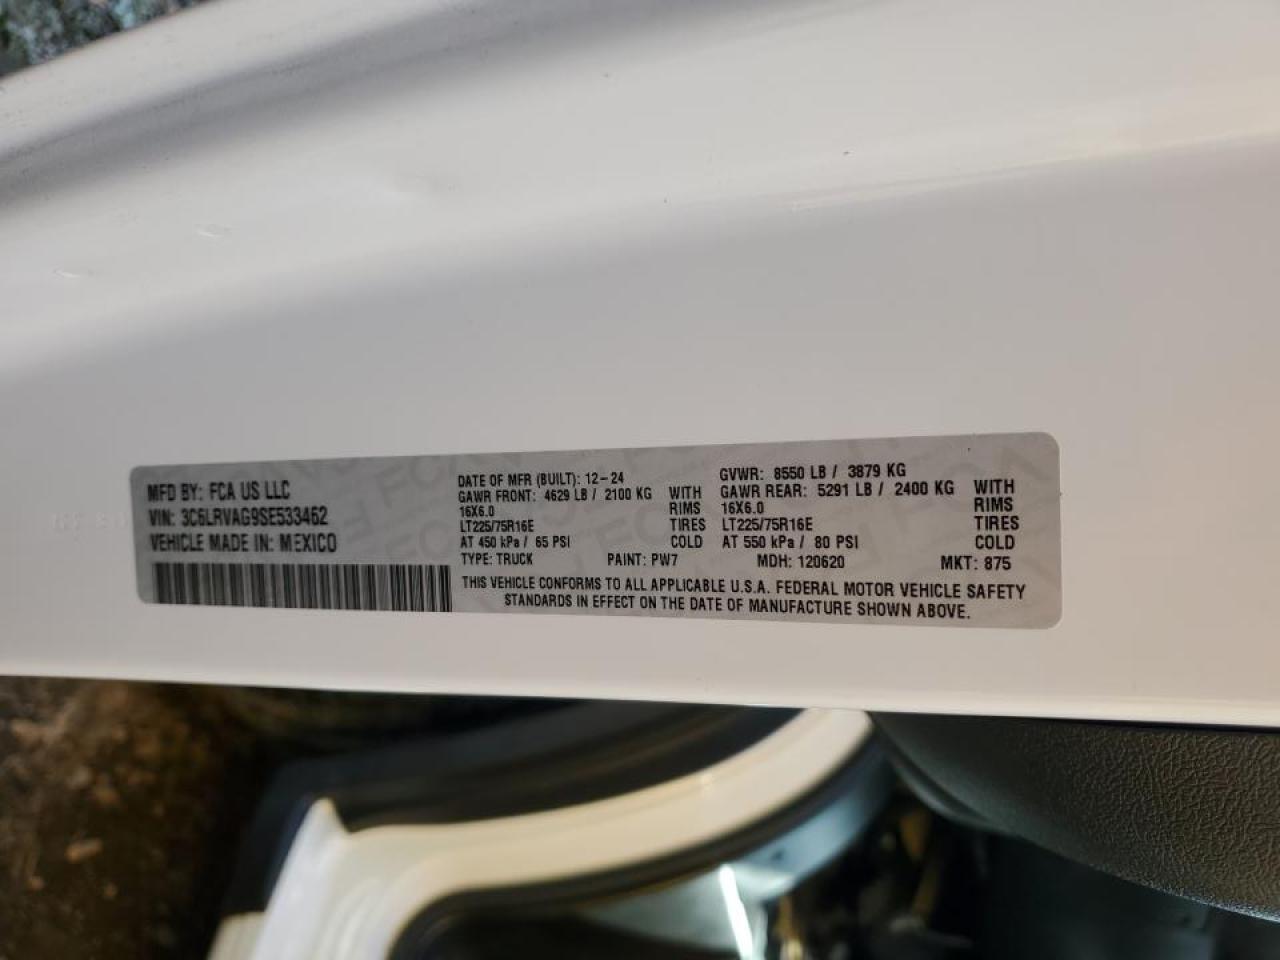 MFD BY: FCA US LLC
VIN: 3C6LRVAG9SE533462
VEHICLE MADE IN: MEXICO
DATE OF MFR (BUILT): 12-24
GAWR FRONT: 4629 LB / 2100 KG WITH
16X6.0 RIMS
LT225/75R16E TIRES
AT 450 kPa / 65 PSI COLD
GVWR: 8550 LB / 3879 KG
GAWR REAR: 5291 LB / 2400 KG WITH
16X6.0 RIMS
LT225/75R16E TIRES
AT 550 kPa / 80 PSI COLD
TYPE: TRUCK PAINT: PW7 MDH: 120620 MKT: 875
THIS VEHICLE CONFORMS TO ALL APPLICABLE U.S.A. FEDERAL MOTOR VEHICLE SAFETY
STANDARDS IN EFFECT ON THE DATE OF MANUFACTURE SHOWN ABOVE.